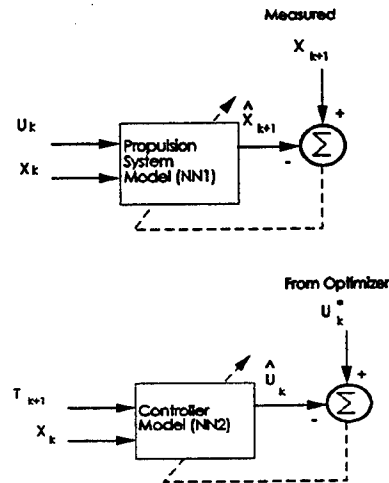 Measured
X k+1
+
U k
X k
Propulsion
System
Model (NN1)
^
X k+1
-
Σ
From Optimizer
U * k
+
T k+1
X k
Controller
Model (NN2)
^
U k
-
Σ